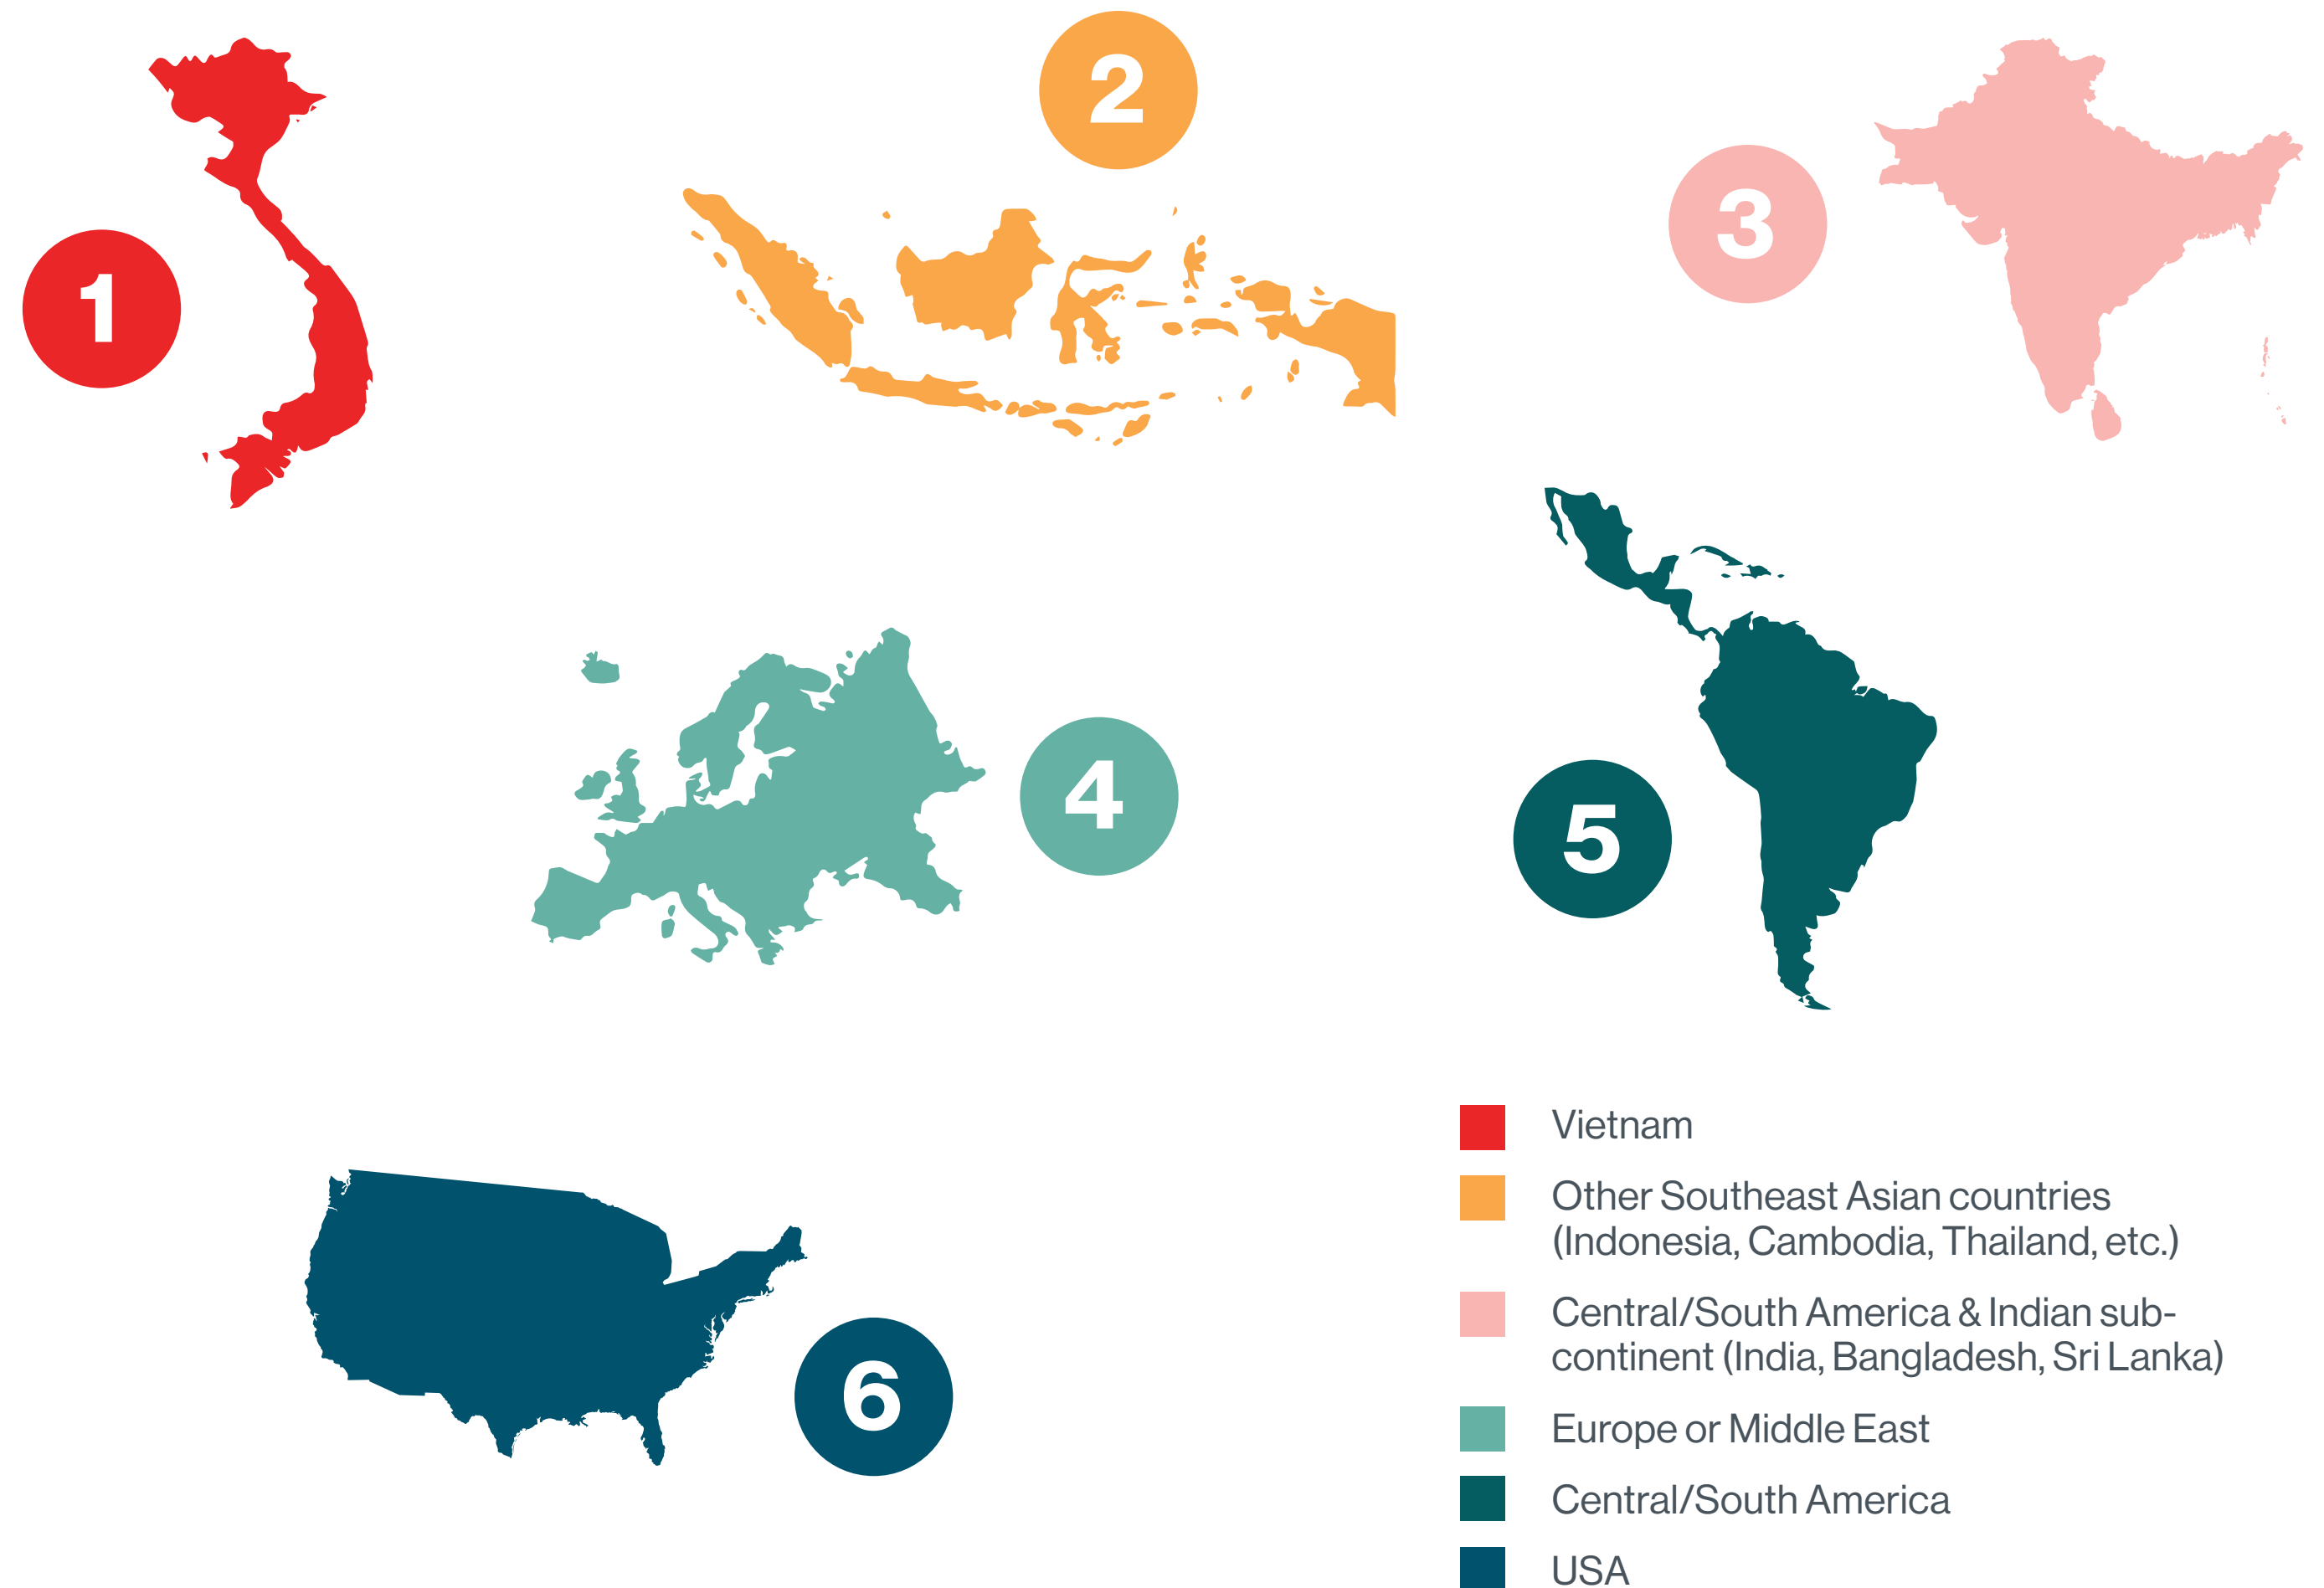 1
2
3
4
5
6
Vietnam
Other Southeast Asian countries
(Indonesia, Cambodia, Thailand, etc.)
Central/South America & Indian sub-
continent (India, Bangladesh, Sri Lanka)
Europe or Middle East
Central/South America
USA